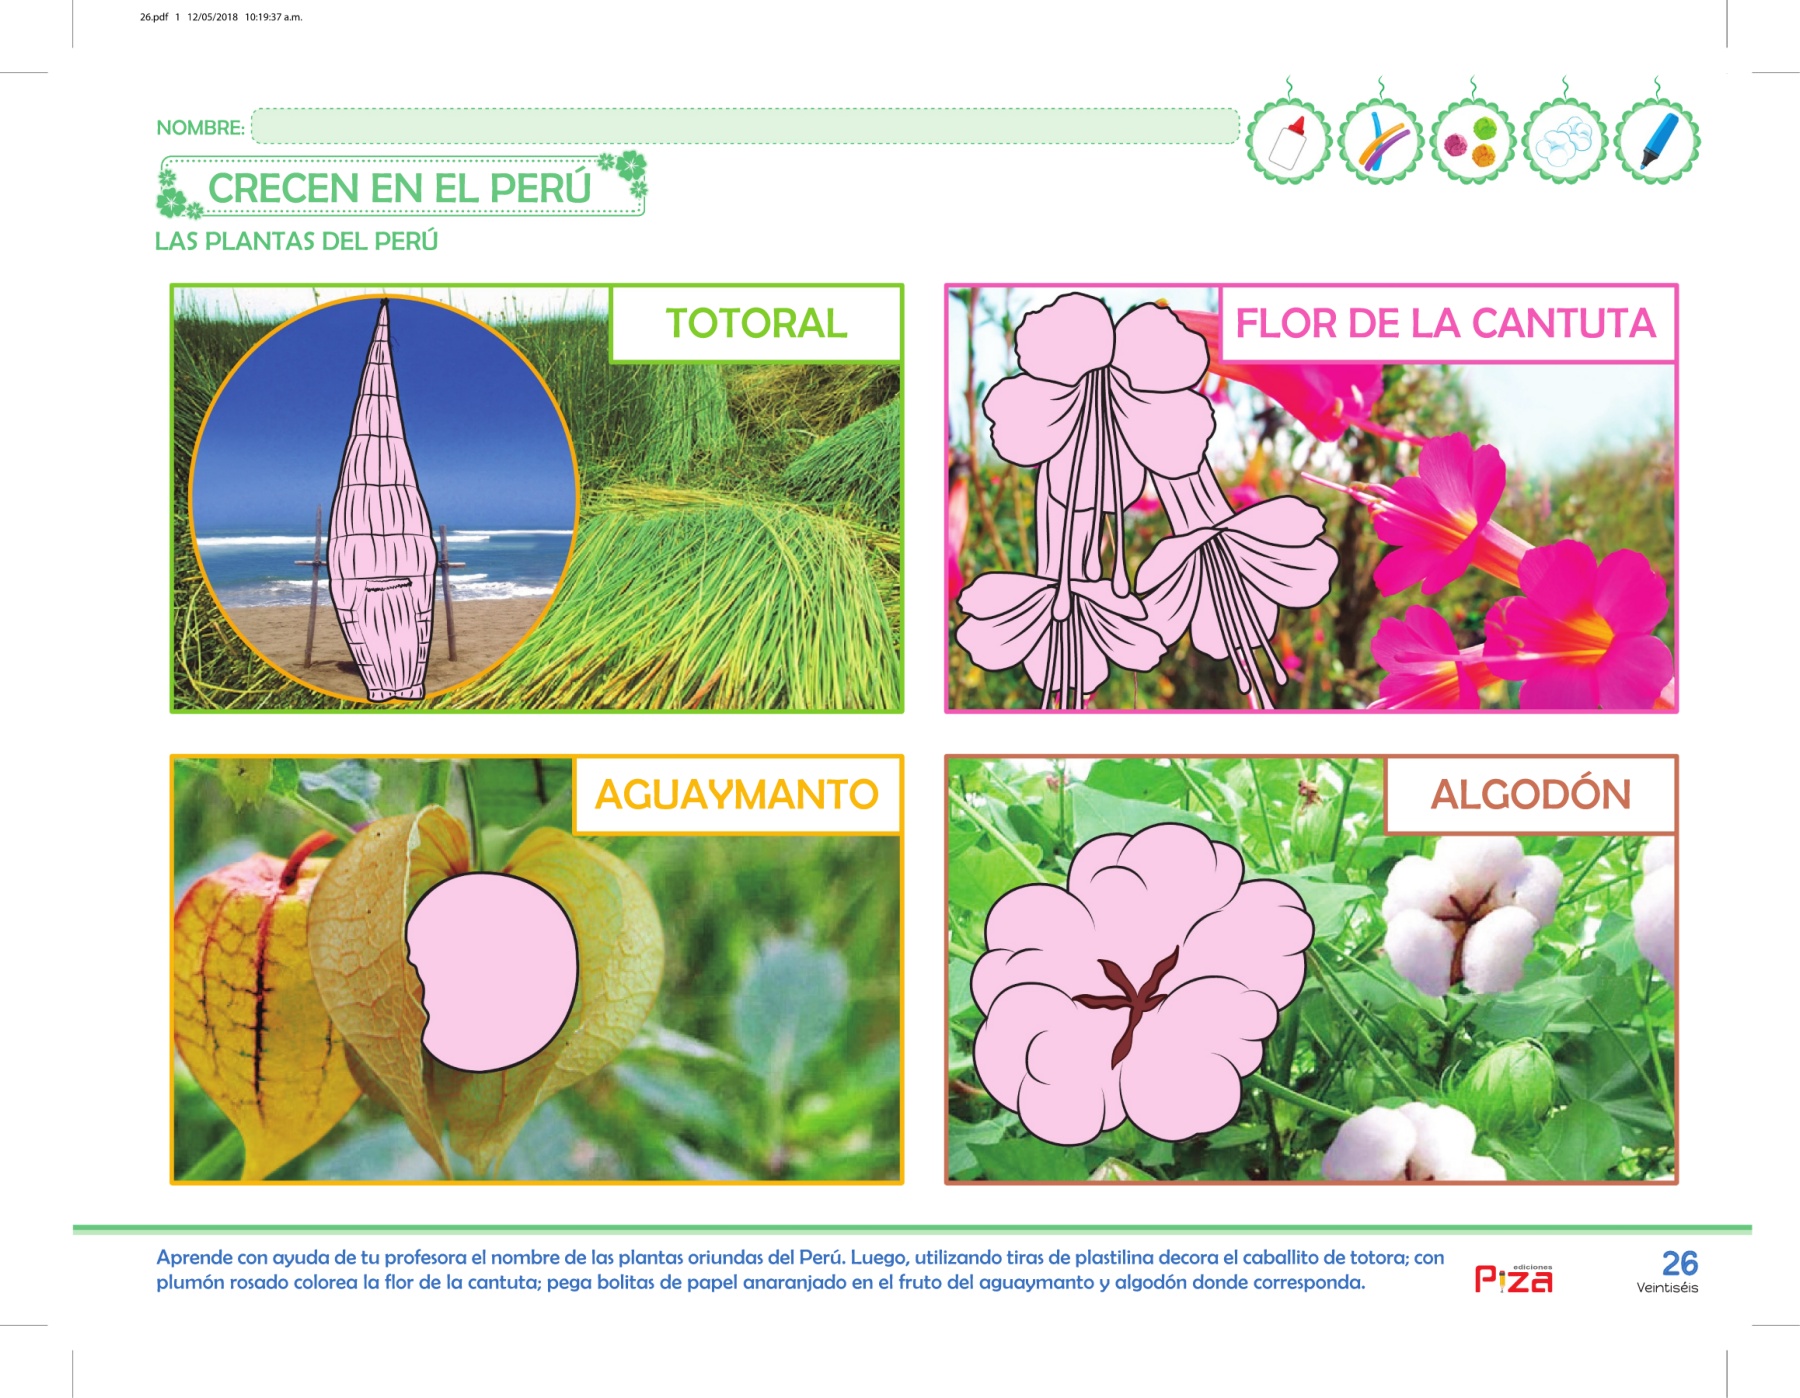 26.pdf 1 12/05/2018 10:19:37 a.m.
NOMBRE:
CRECEN EN EL PERÚ
LAS PLANTAS DEL PERÚ
TOTORAL
FLOR DE LA CANTUTA
AGUAYMANTO
ALGODÓN
Aprende con ayuda de tu profesora el nombre de las plantas oriundas del Perú. Luego, utilizando tiras de plastilina decora el caballito de totora; con
plumón rosado colorea la flor de la cantuta; pega bolitas de papel anaranjado en el fruto del aguaymanto y algodón donde corresponda.
ediciones
Piza
26
Veintiséis